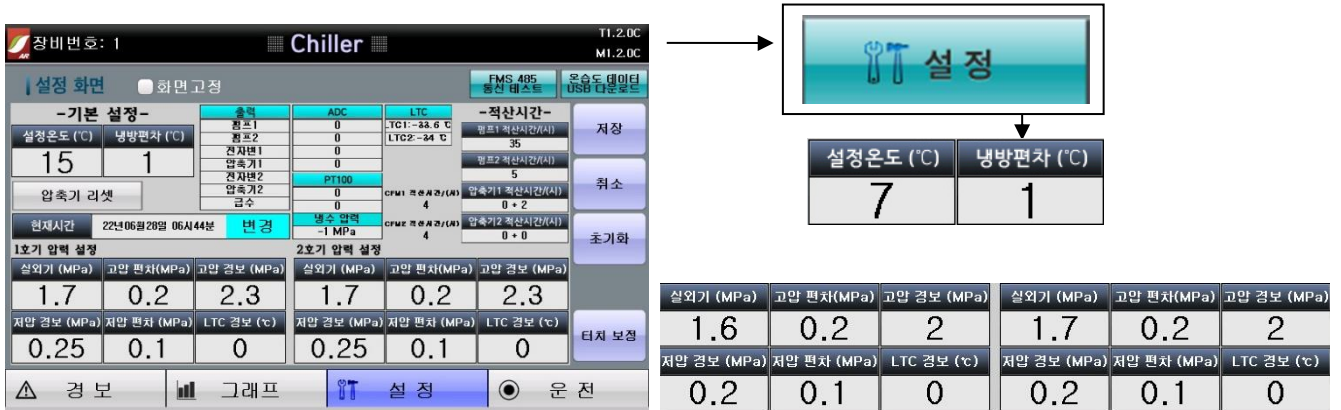 장비번호: 1
Chiller
T1.2.0C
M1.2.0C
설정 화면
화면고정
FMS 485
통신 테스트
온습도 데이터
USB 다운로드
-기본 설정-
설정온도 (℃) 냉방편차 (℃)
15 1
압축기 리셋
출력
펌프1
펌프2
전자변1
압축기1
전자변2
압축기2
급수
ADC
0
0
0
0
PT100
0
0
냉수 압력
-1 MPa
LTC
LTC1:-33.6 ℃
LTC2:-34 ℃
CFM1 적산시간/(시)
4
CFM2 적산시간/(시)
4
-적산시간-
펌프1 적산시간/(시)
35
펌프2 적산시간/(시)
5
압축기1 적산시간/(시)
0 + 2
압축기2 적산시간/(시)
0 + 0
저장
취소
초기화
터치 보정
현재시간 22년06월28일 06시44분 변경
1호기 압력 설정 2호기 압력 설정
실외기 (MPa) 고압 편차(MPa) 고압 경보 (MPa) 실외기 (MPa) 고압 편차(MPa) 고압 경보 (MPa)
1.7 0.2 2.3 1.7 0.2 2.3
저압 경보 (MPa) 저압 편차 (MPa) LTC 경보 (℃) 저압 경보 (MPa) 저압 편차 (MPa) LTC 경보 (℃)
0.25 0.1 0 0.25 0.1 0
경 보 그래프 설 정 운 전
설 정
설정온도 (℃) 냉방편차 (℃)
7 1
실외기 (MPa) 고압 편차(MPa) 고압 경보 (MPa) 실외기 (MPa) 고압 편차(MPa) 고압 경보 (MPa)
1.6 0.2 2 1.7 0.2 2
저압 경보 (MPa) 저압 편차 (MPa) LTC 경보 (℃) 저압 경보 (MPa) 저압 편차 (MPa) LTC 경보 (℃)
0.2 0.1 0 0.2 0.1 0